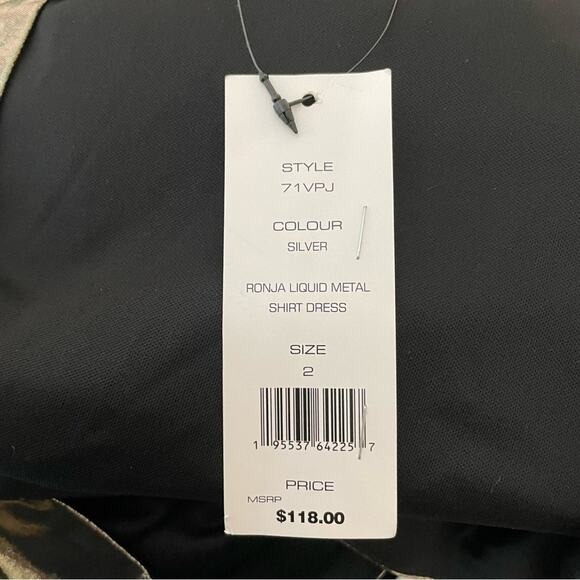 STYLE
71VPJ
COLOUR
SILVER
RONJA LIQUID METAL
SHIRT DRESS
SIZE
2
1 95537 64225 7
PRICE
MSRP
$118.00